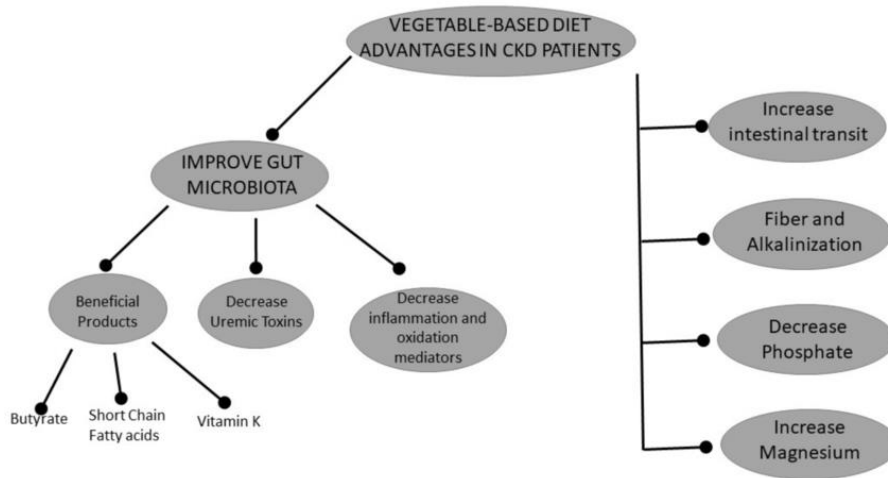 VEGETABLE-BASED DIET
ADVANTAGES IN CKD PATIENTS
IMPROVE GUT
MICROBIOTA
Beneficial
Products
Decrease
Uremic Toxins
Decrease
inflammation and
oxidation
mediators
Butyrate
Short Chain
Fatty acids
Vitamin K
Increase
intestinal transit
Fiber and
Alkalinization
Decrease
Phosphate
Increase
Magnesium